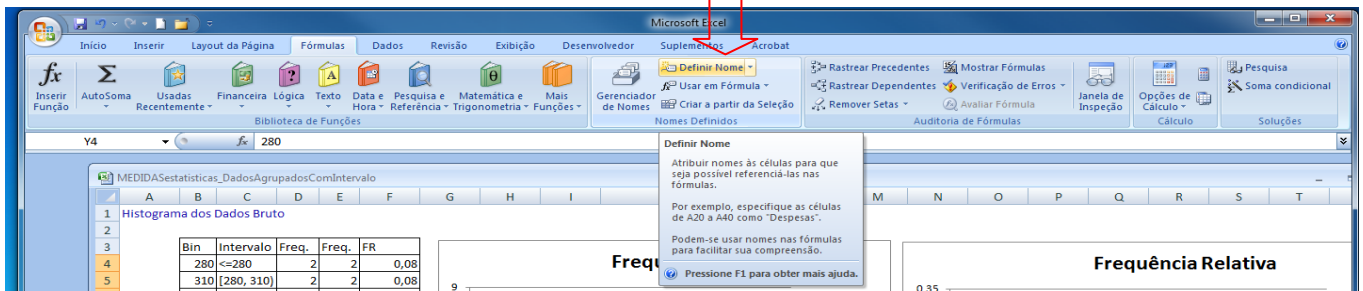 Microsoft Excel
Início Inserir Layout da Página Fórmulas Dados Revisão Exibição Desenvolvedor Suplementos Acrobat
fx Inserir Função
Σ AutoSoma
Usadas Recentemente
Financeira
Lógica
Texto
Data e Hora
Pesquisa e Referência
Matemática e Trigonometria
Mais Funções
Biblioteca de Funções
Gerenciador de Nomes
Definir Nome
Usar em Fórmula
Criar a partir da Seleção
Nomes Definidos
Rastrear Precedentes
Rastrear Dependentes
Remover Setas
Mostrar Fórmulas
Verificação de Erros
Avaliar Fórmula
Janela de Inspeção
Auditoria de Fórmulas
Opções de Cálculo
Cálculo
Pesquisa
Soma condicional
Soluções
Y4 fx 280
Definir Nome
Atribuir nomes às células para que
seja possível referenciá-las nas
fórmulas.
Por exemplo, especifique as células
de A20 a A40 como "Despesas".
Podem-se usar nomes nas fórmulas
para facilitar sua compreensão.
Pressione F1 para obter mais ajuda.
MEDIDASestatisticas_DadosAgrupadosComIntervalo
A B C D E F G H I M N O P Q R S T
1 Histograma dos Dados Bruto
2
3 Bin Intervalo Freq. Freq. FR
4 280 <=280 2 2 0,08
5 310 [280, 310) 2 2 0,08
9
Frequência Relativa
0,35